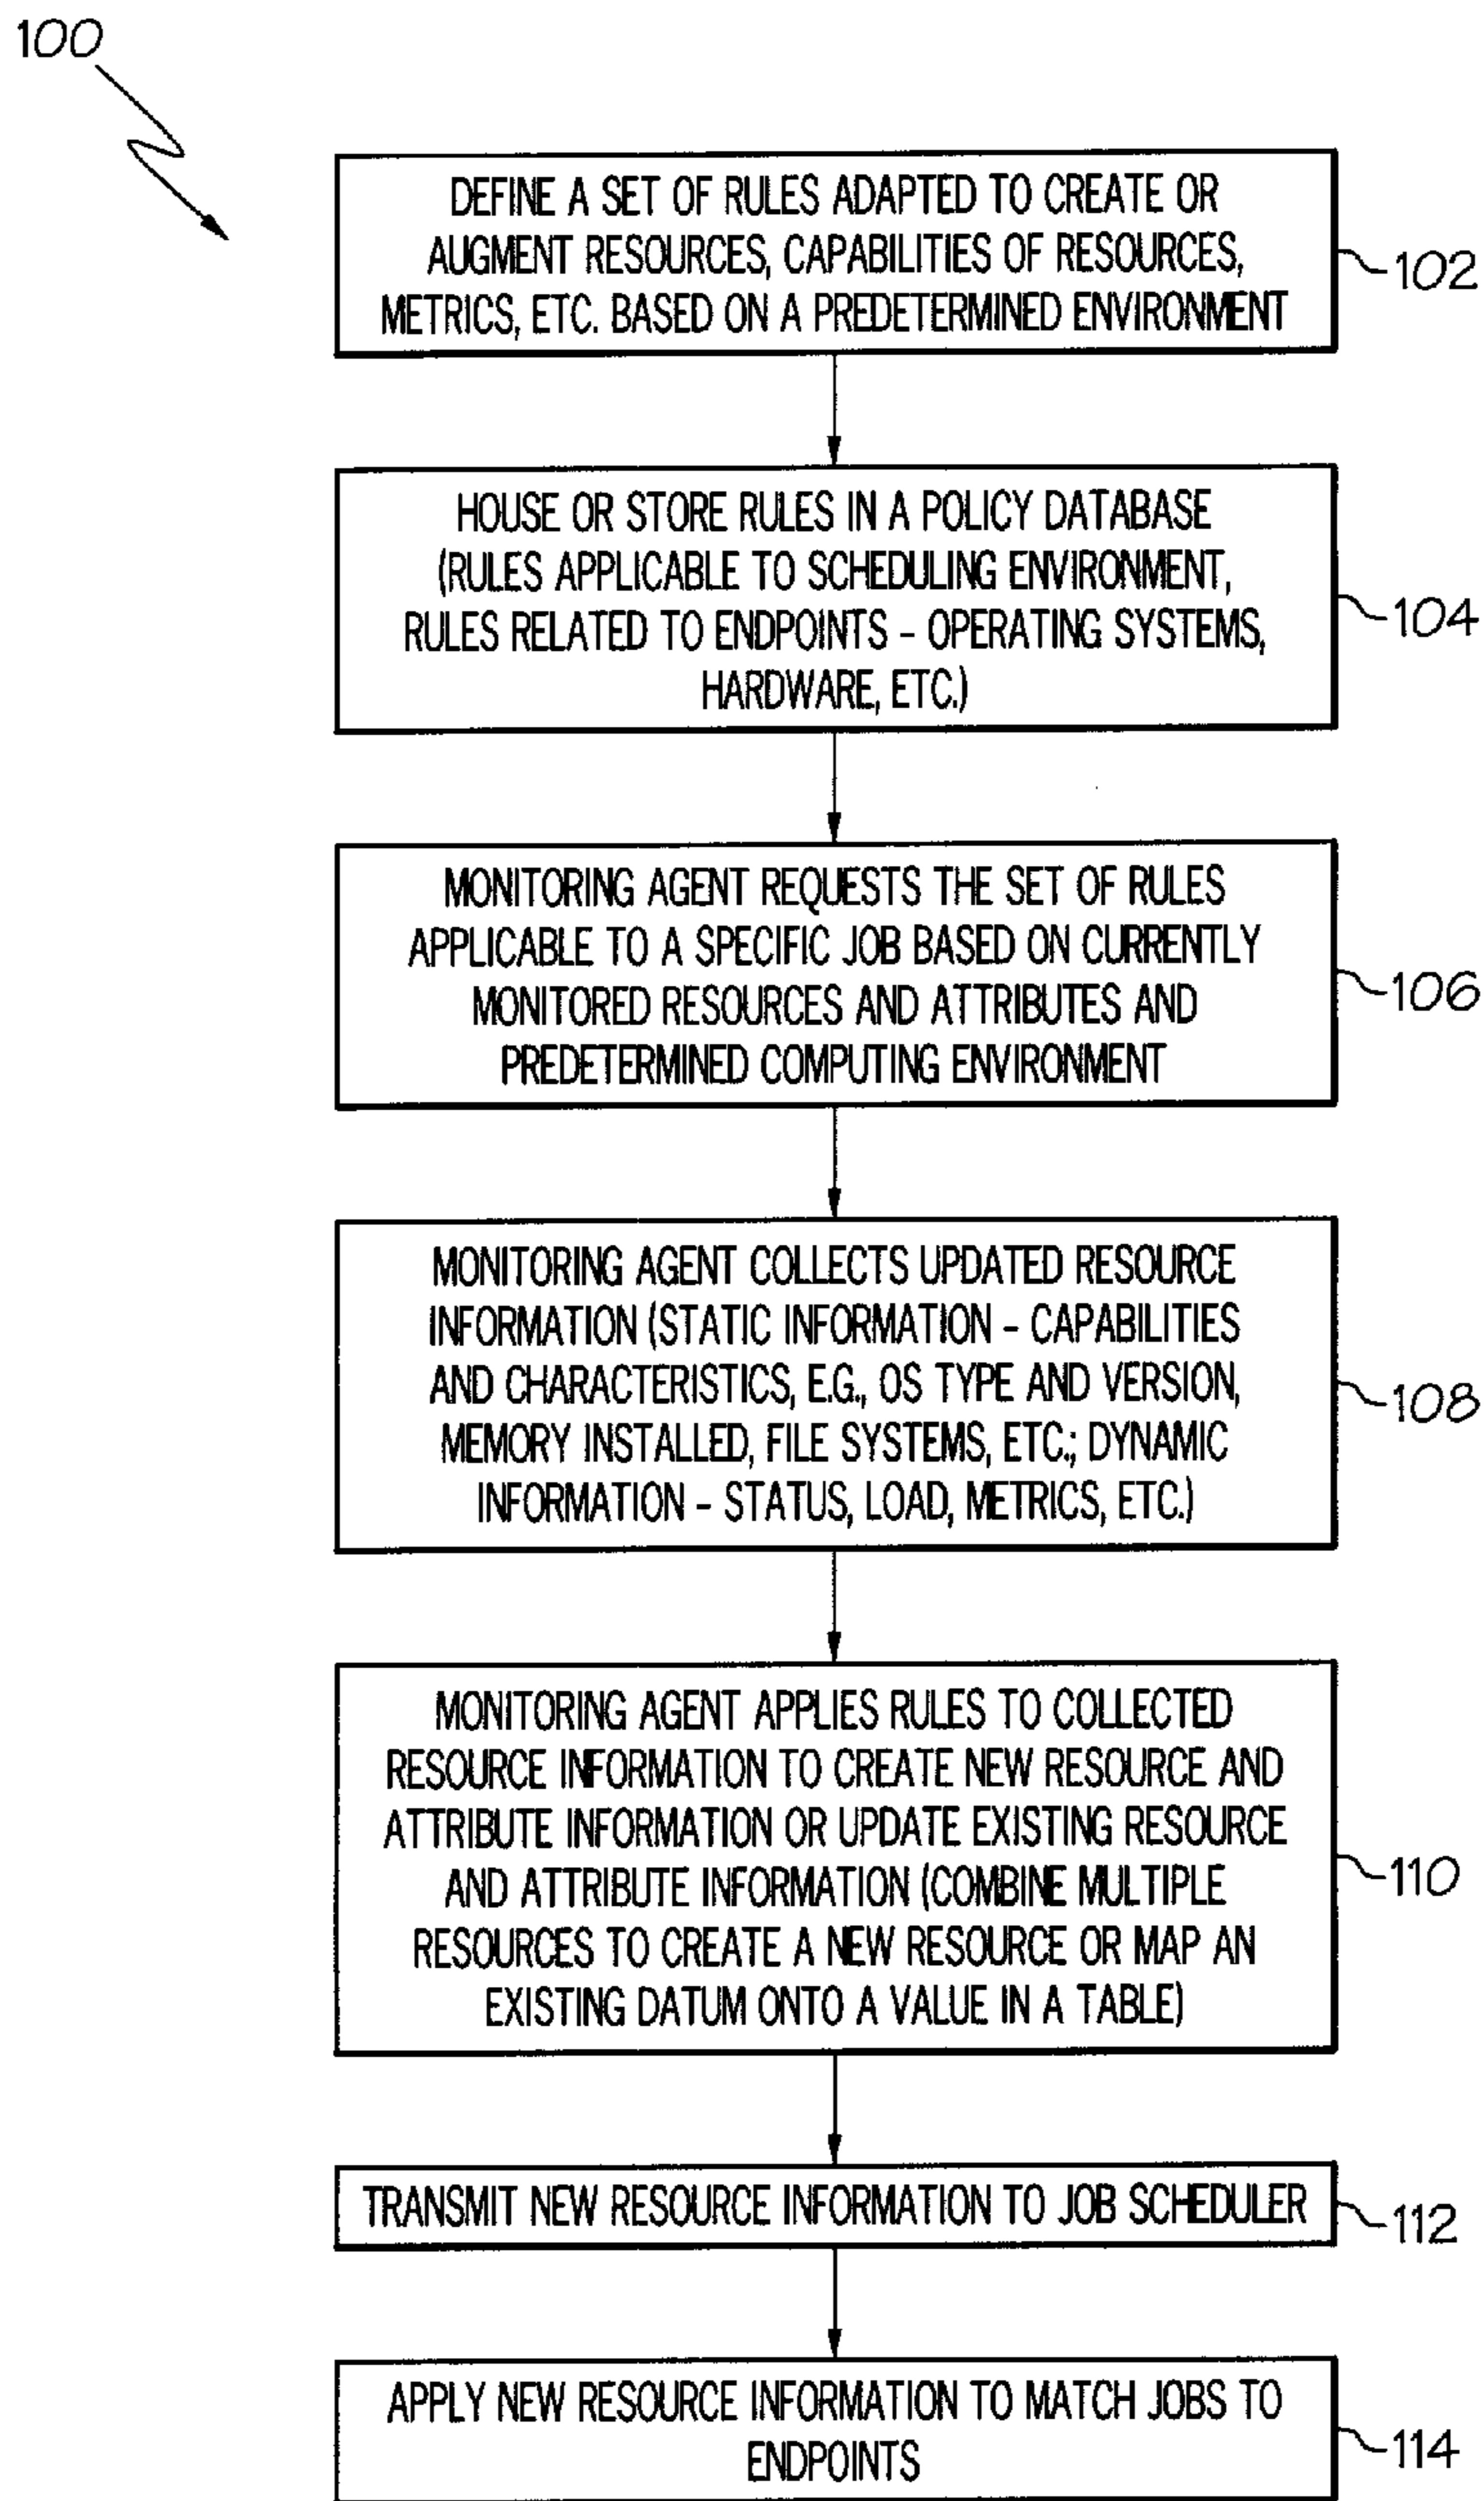 100
DEFINE A SET OF RULES ADAPTED TO CREATE OR
AUGMENT RESOURCES, CAPABILITIES OF RESOURCES,
METRICS, ETC. BASED ON A PREDETERMINED ENVIRONMENT
102
HOUSE OR STORE RULES IN A POLICY DATABASE
(RULES APPLICABLE TO SCHEDULING ENVIRONMENT,
RULES RELATED TO ENDPOINTS – OPERATING SYSTEMS,
HARDWARE, ETC.)
104
MONITORING AGENT REQUESTS THE SET OF RULES
APPLICABLE TO A SPECIFIC JOB BASED ON CURRENTLY
MONITORED RESOURCES AND ATTRIBUTES AND
PREDETERMINED COMPUTING ENVIRONMENT
106
MONITORING AGENT COLLECTS UPDATED RESOURCE
INFORMATION (STATIC INFORMATION – CAPABILITIES
AND CHARACTERISTICS, E.G., OS TYPE AND VERSION,
MEMORY INSTALLED, FILE SYSTEMS, ETC.; DYNAMIC
INFORMATION – STATUS, LOAD, METRICS, ETC.)
108
MONITORING AGENT APPLIES RULES TO COLLECTED
RESOURCE INFORMATION TO CREATE NEW RESOURCE AND
ATTRIBUTE INFORMATION OR UPDATE EXISTING RESOURCE
AND ATTRIBUTE INFORMATION (COMBINE MULTIPLE
RESOURCES TO CREATE A NEW RESOURCE OR MAP AN
EXISTING DATUM ONTO A VALUE IN A TABLE)
110
TRANSMIT NEW RESOURCE INFORMATION TO JOB SCHEDULER
112
APPLY NEW RESOURCE INFORMATION TO MATCH JOBS TO
ENDPOINTS
114